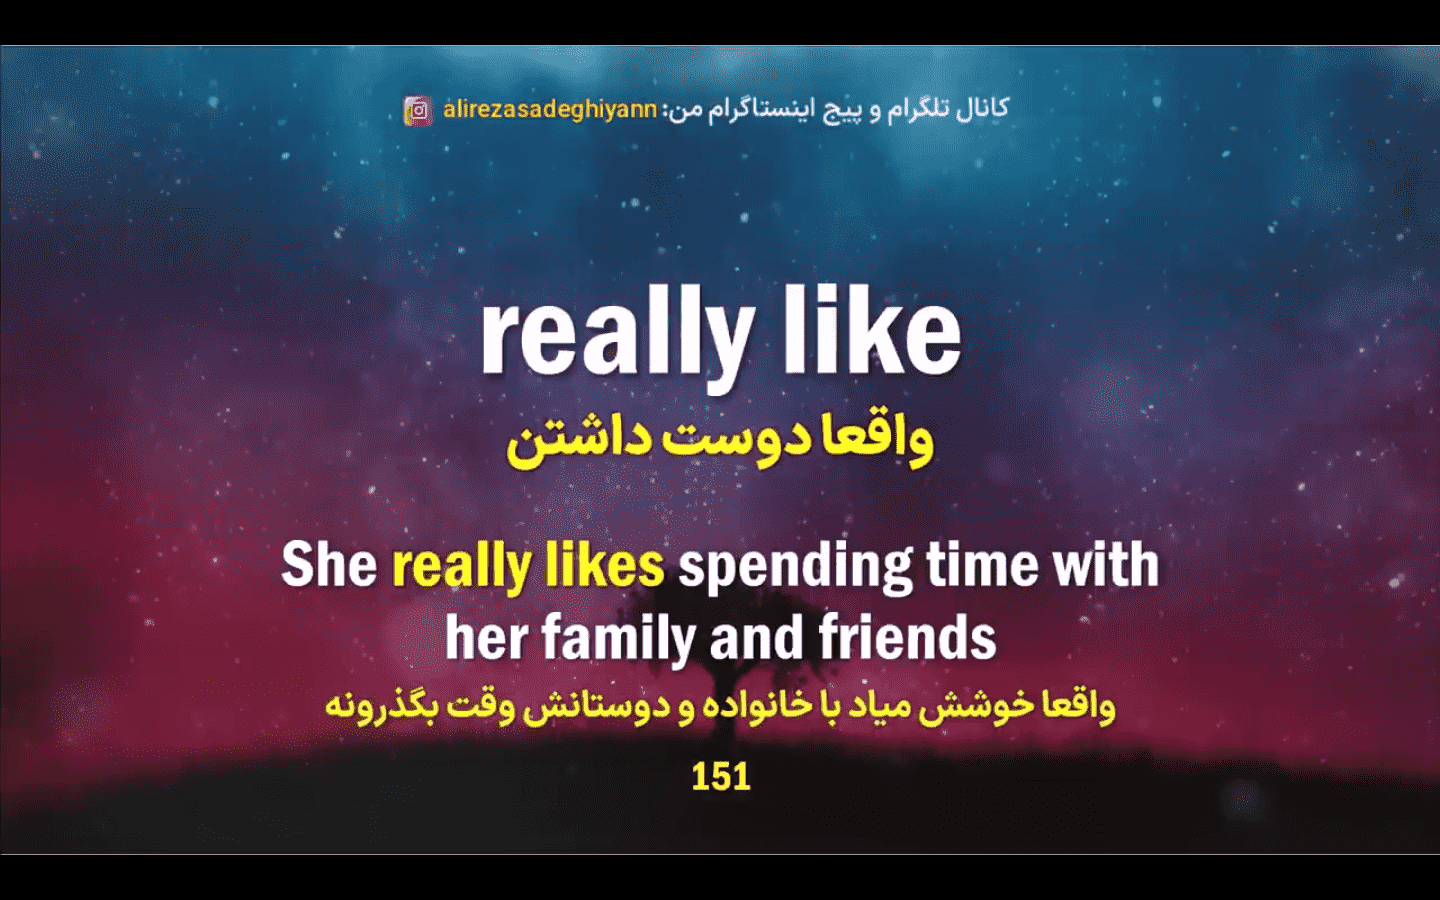 کانال تلگرام و پیج اینستاگرام من: alirezasadeghiyann
really like
واقعا دوست داشتن
She really likes spending time with
her family and friends
واقعا خوشش میاد با خانواده و دوستانش وقت بگذرونه
151